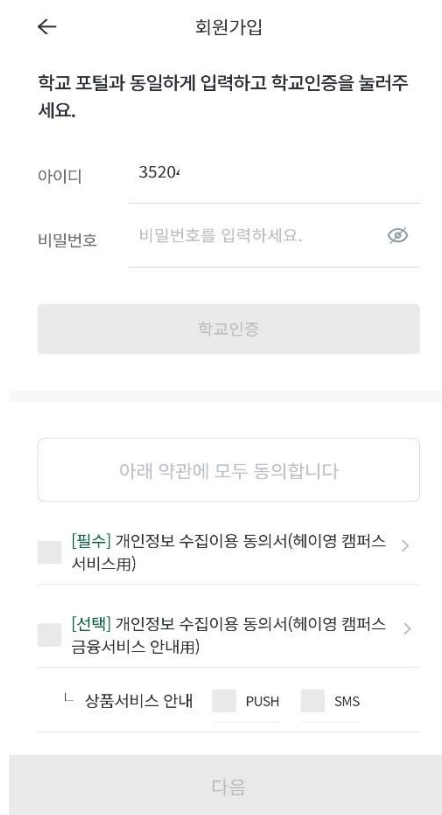 회원가입
학교 포털과 동일하게 입력하고 학교인증을 눌러주
세요.
아이디 3520
비밀번호 비밀번호를 입력하세요.
학교인증
아래 약관에 모두 동의합니다
[필수] 개인정보 수집이용 동의서(헤이영 캠퍼스
서비스用)
[선택] 개인정보 수집이용 동의서(헤이영 캠퍼스
금융서비스 안내用)
상품서비스 안내 PUSH SMS
다음